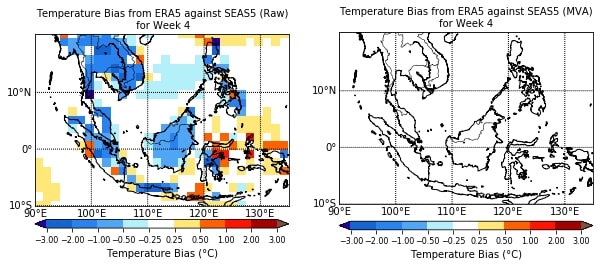 Temperature Bias from ERA5 against SEAS5 (Raw)
for Week 4
10°N
0°
10°S
90°E 100°E 110°E 120°E 130°E
−3.00 −2.00 −1.00 −0.50 −0.25 0.25 0.50 1.00 2.00 3.00
Temperature Bias (°C)
Temperature Bias from ERA5 against SEAS5 (MVA)
for Week 4
10°N
0°
10°S
90°E 100°E 110°E 120°E 130°E
−3.00 −2.00 −1.00 −0.50 −0.25 0.25 0.50 1.00 2.00 3.00
Temperature Bias (°C)